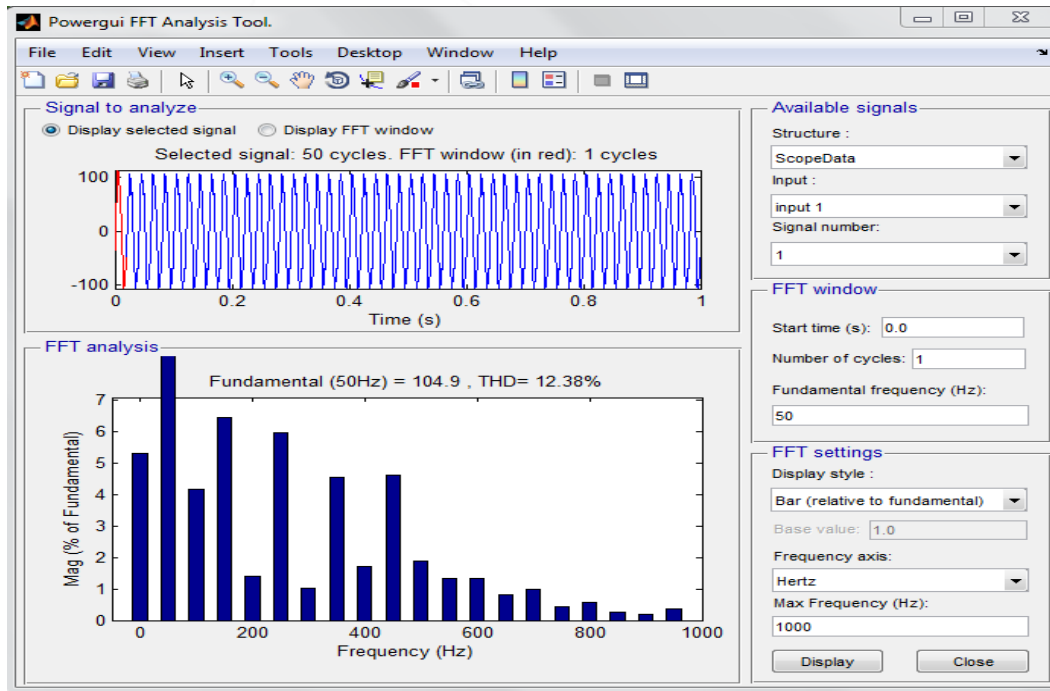 Powergui FFT Analysis Tool.
File Edit View Insert Tools Desktop Window Help
Signal to analyze
Display selected signal Display FFT window
Selected signal: 50 cycles. FFT window (in red): 1 cycles
100
0
-100
0 0.2 0.4 0.6 0.8 1
Time (s)
FFT analysis
Fundamental (50Hz) = 104.9 , THD= 12.38%
7
6
5
4
3
2
1
0
Mag (% of Fundamental)
0 200 400 600 800 1000
Frequency (Hz)
Available signals
Structure :
ScopeData
Input :
input 1
Signal number:
1
FFT window
Start time (s): 0.0
Number of cycles: 1
Fundamental frequency (Hz):
50
FFT settings
Display style :
Bar (relative to fundamental)
Base value: 1.0
Frequency axis:
Hertz
Max Frequency (Hz):
1000
Display Close